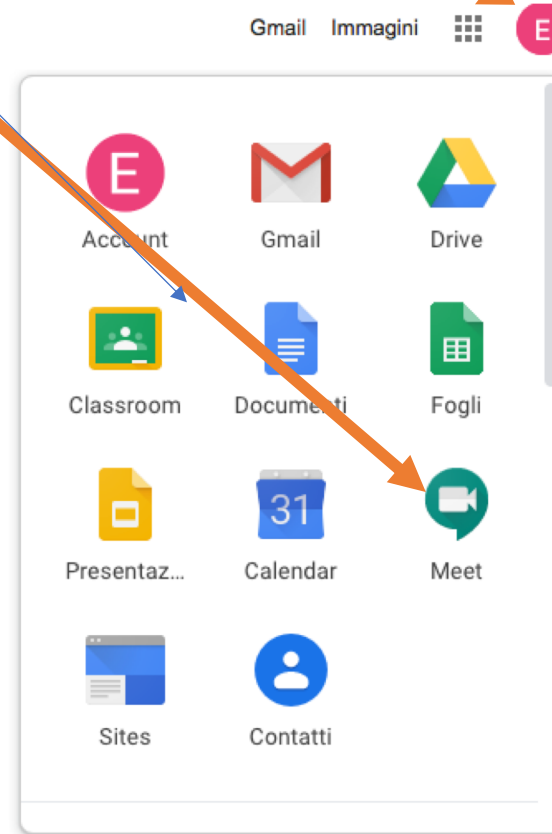 Gmail Immagini E
E
Account Gmail Drive
Classroom Documenti Fogli
31
Presentaz... Calendar Meet
Sites Contatti